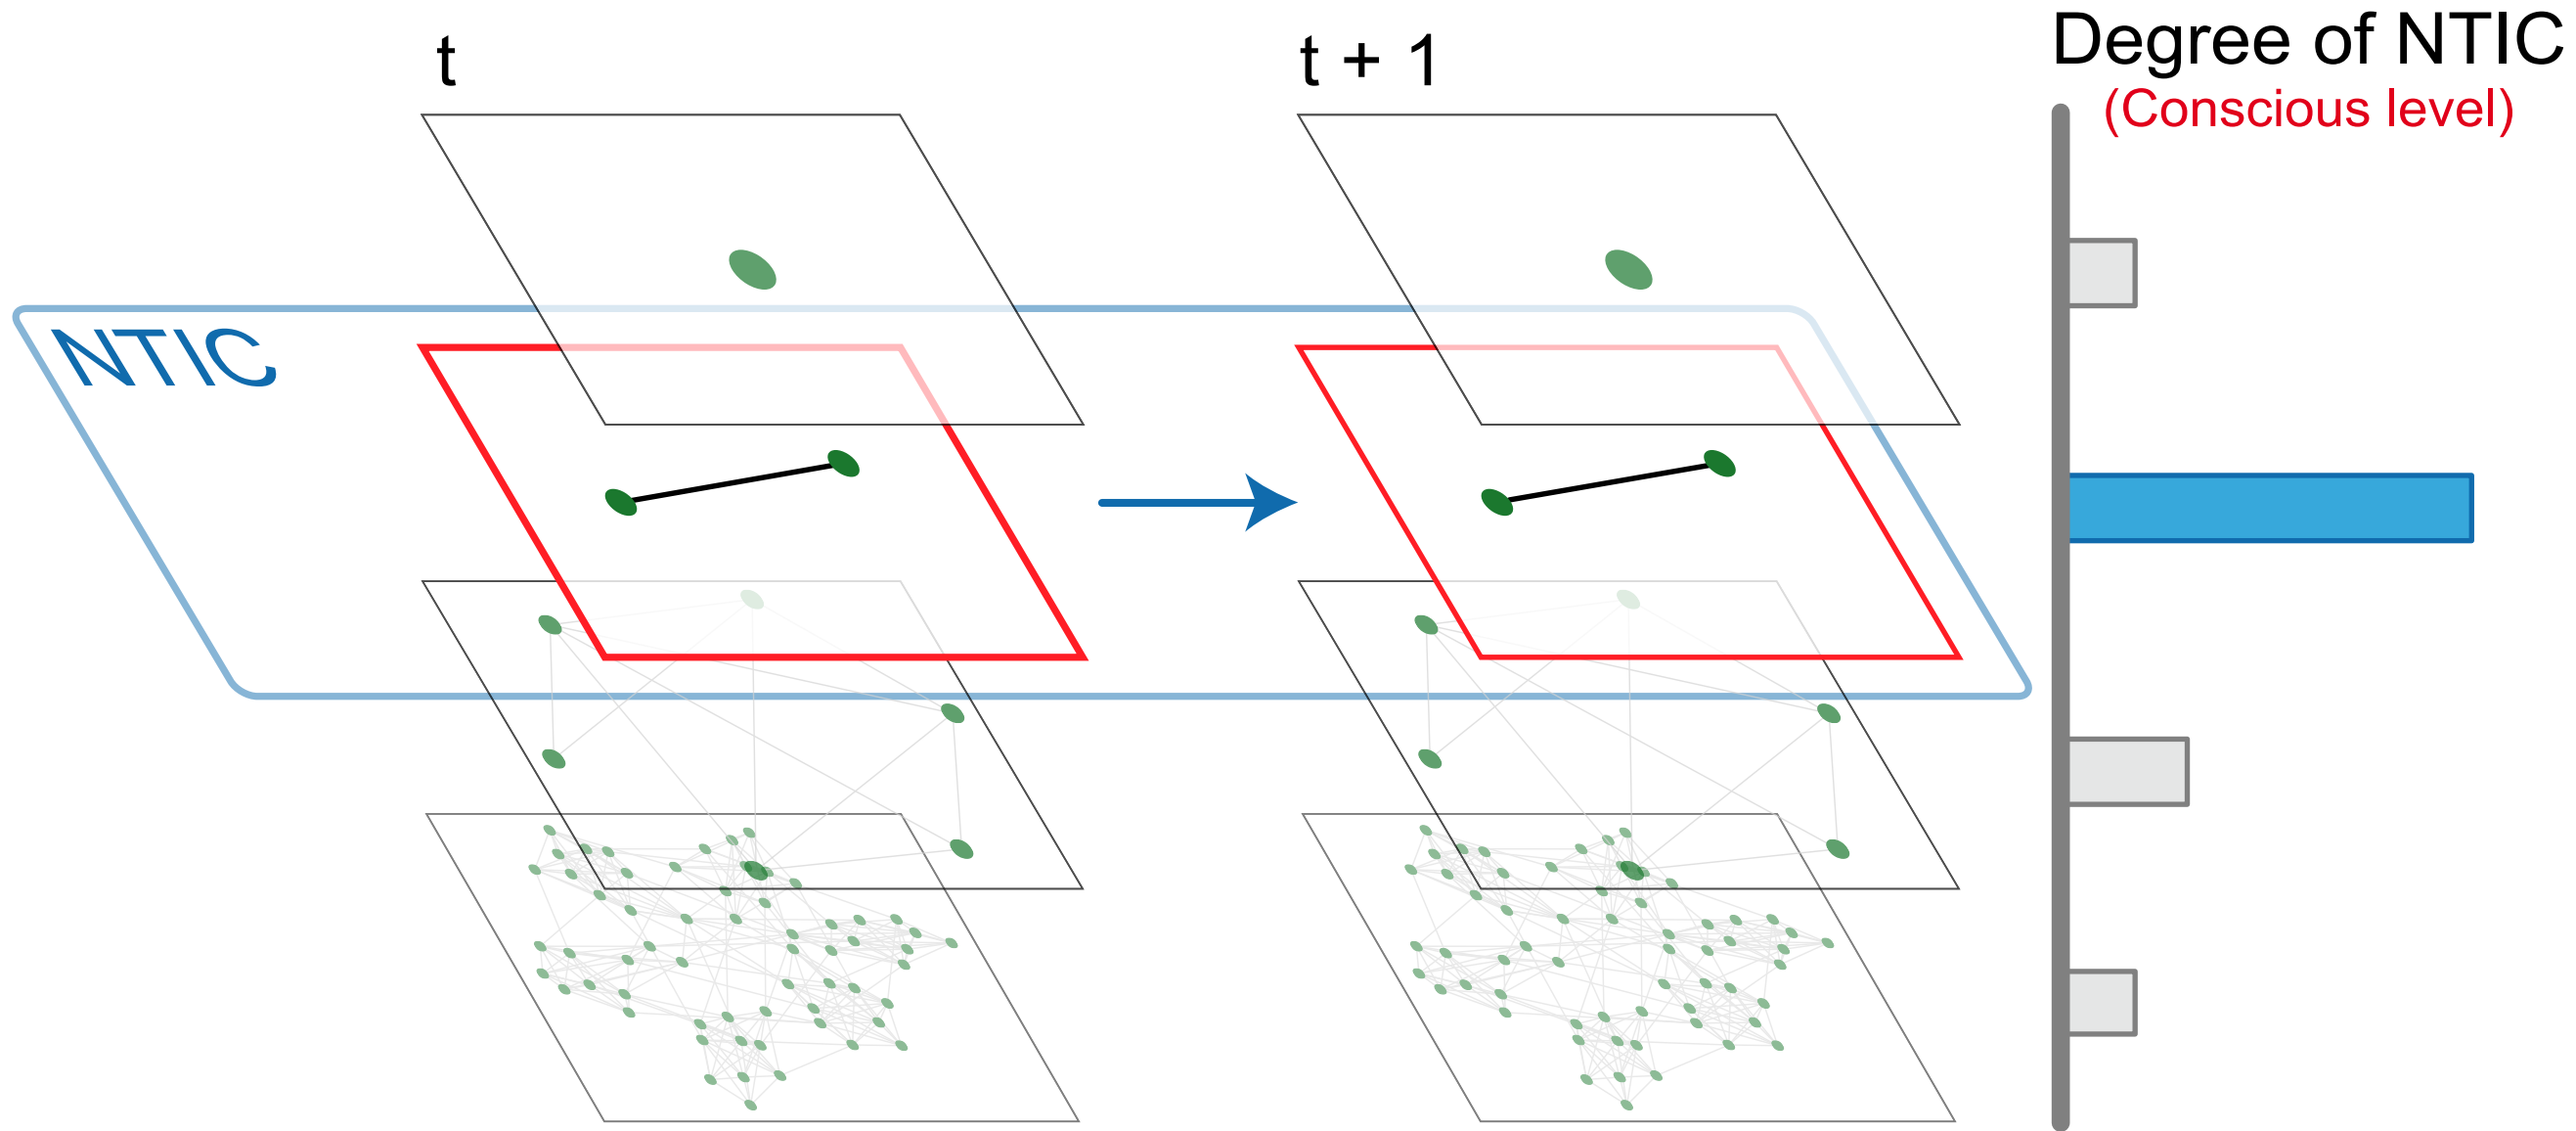 t
t + 1
Degree of NTIC
(Conscious level)
NTIC